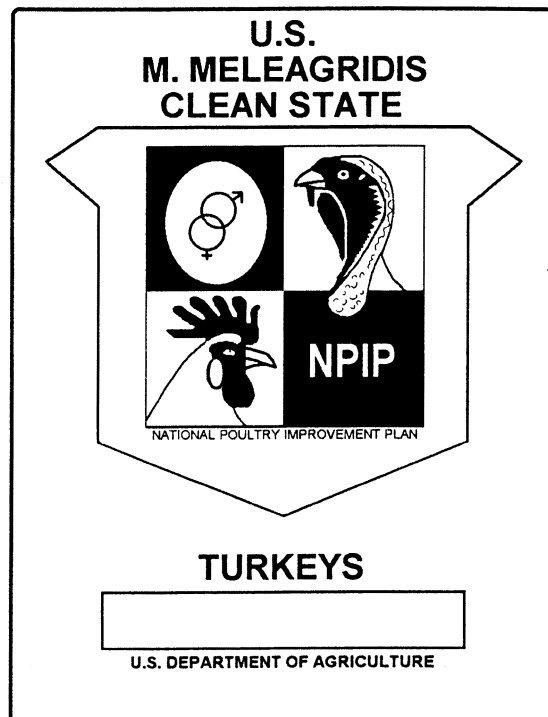 U.S.
M. MELEAGRIDIS
CLEAN STATE
NPIP
NATIONAL POULTRY IMPROVEMENT PLAN
TURKEYS
U.S. DEPARTMENT OF AGRICULTURE